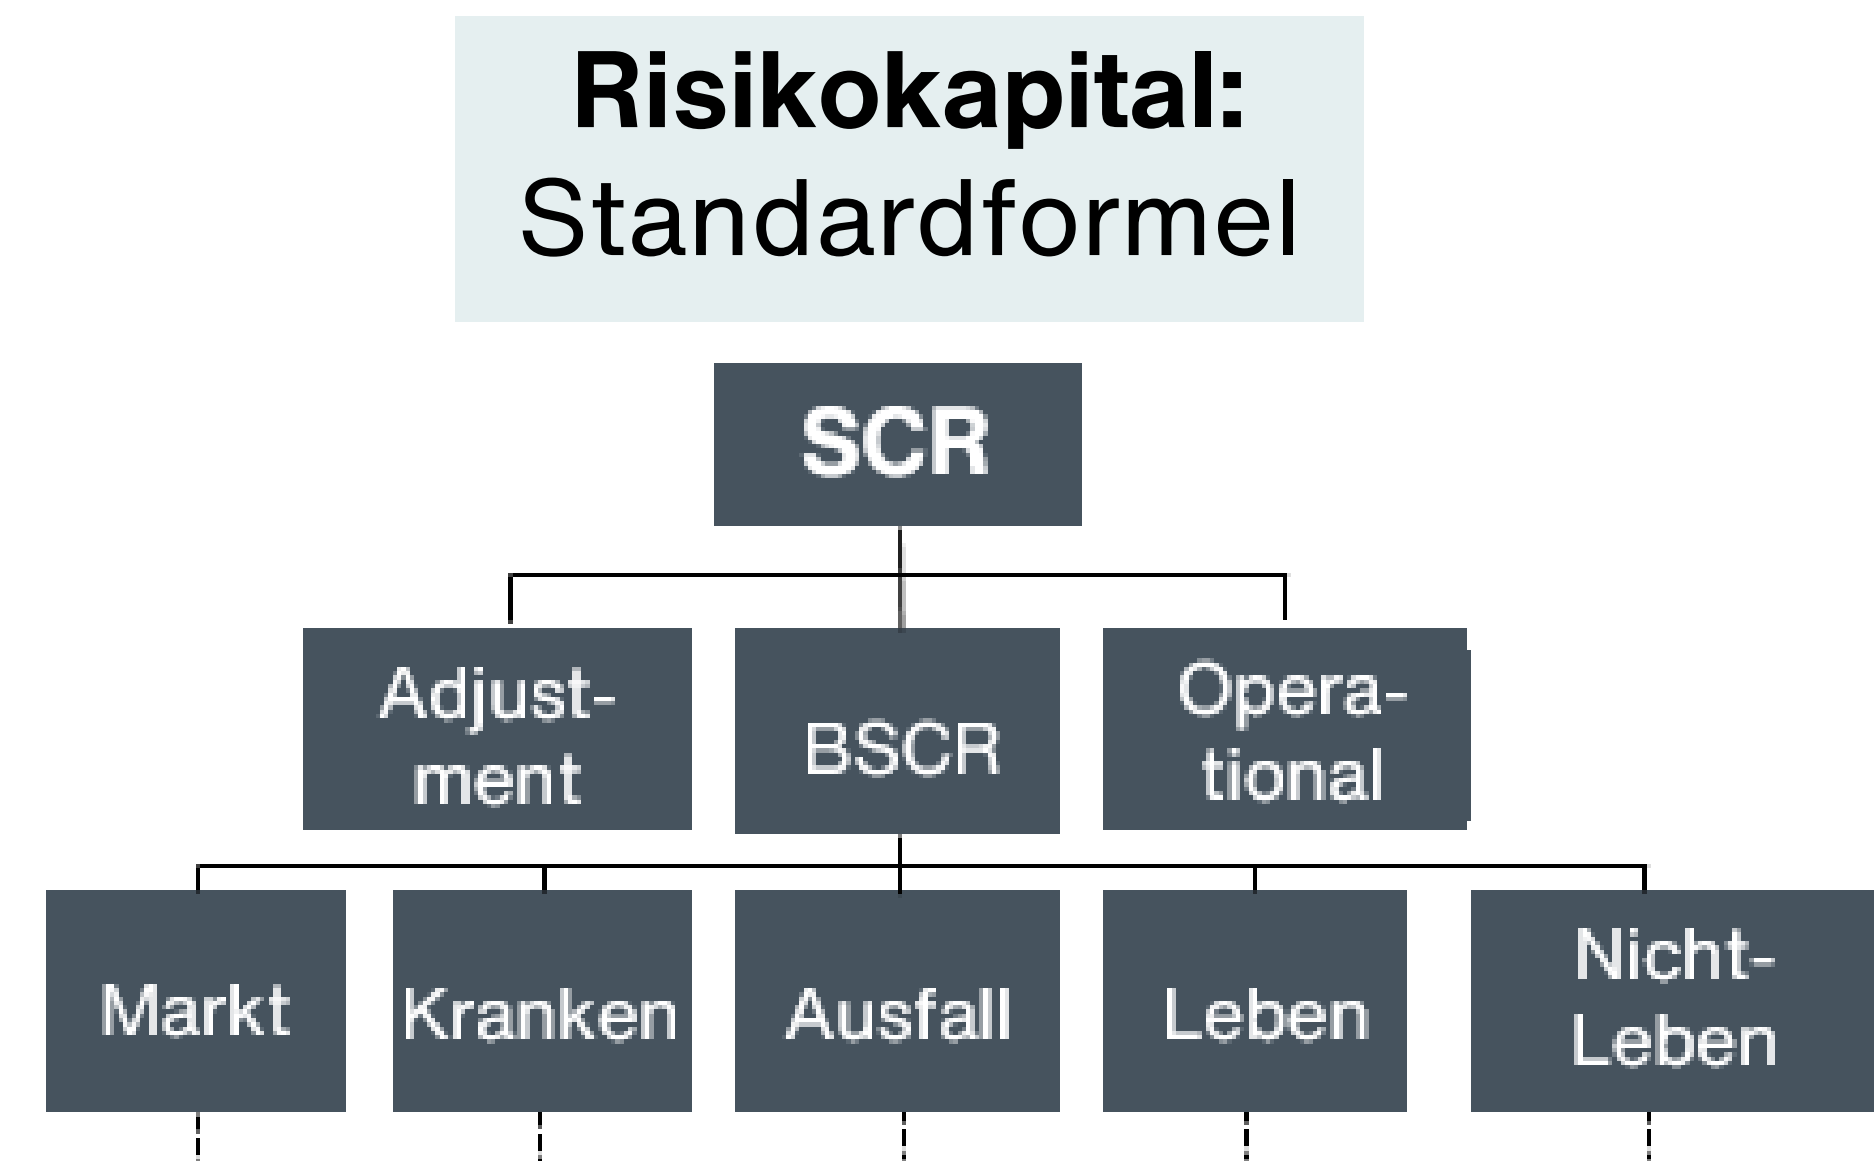 Risikokapital:
Standardformel
SCR
Adjust-
ment
BSCR
Opera-
tional
Markt
Kranken
Ausfall
Leben
Nicht-
Leben